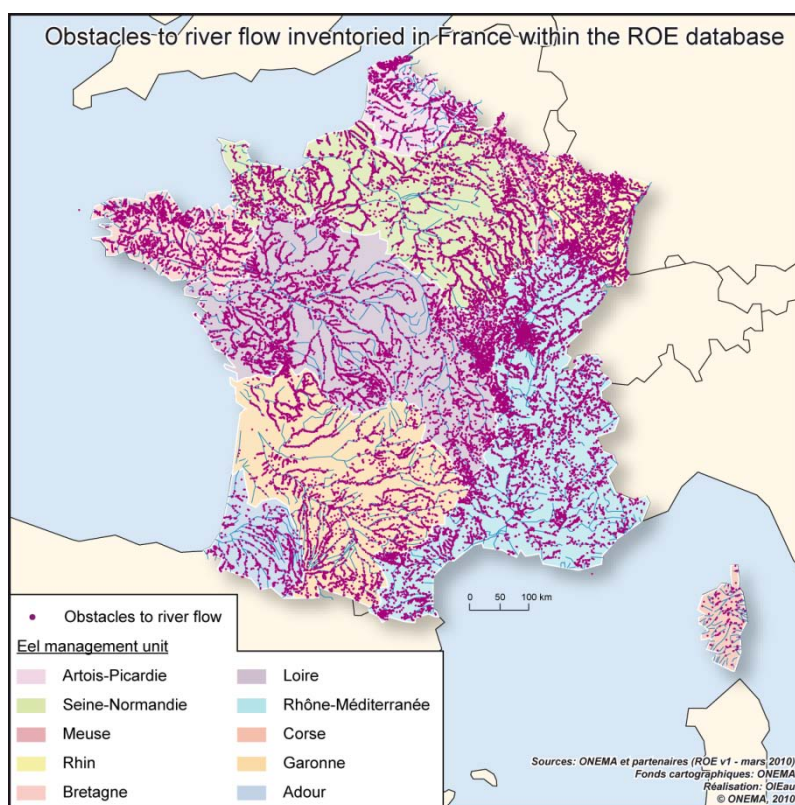 Obstacles to river flow inventoried in France within the ROE database
0 50 100 km
Obstacles to river flow
Eel management unit
Artois-Picardie
Seine-Normandie
Meuse
Rhin
Bretagne
Loire
Rhône-Méditerranée
Corse
Garonne
Adour
Sources: ONEMA et partenaires (ROE v1 - mars 2010)
Fonds cartographiques: ONEMA
Réalisation: OIEau
© ONEMA, 2010